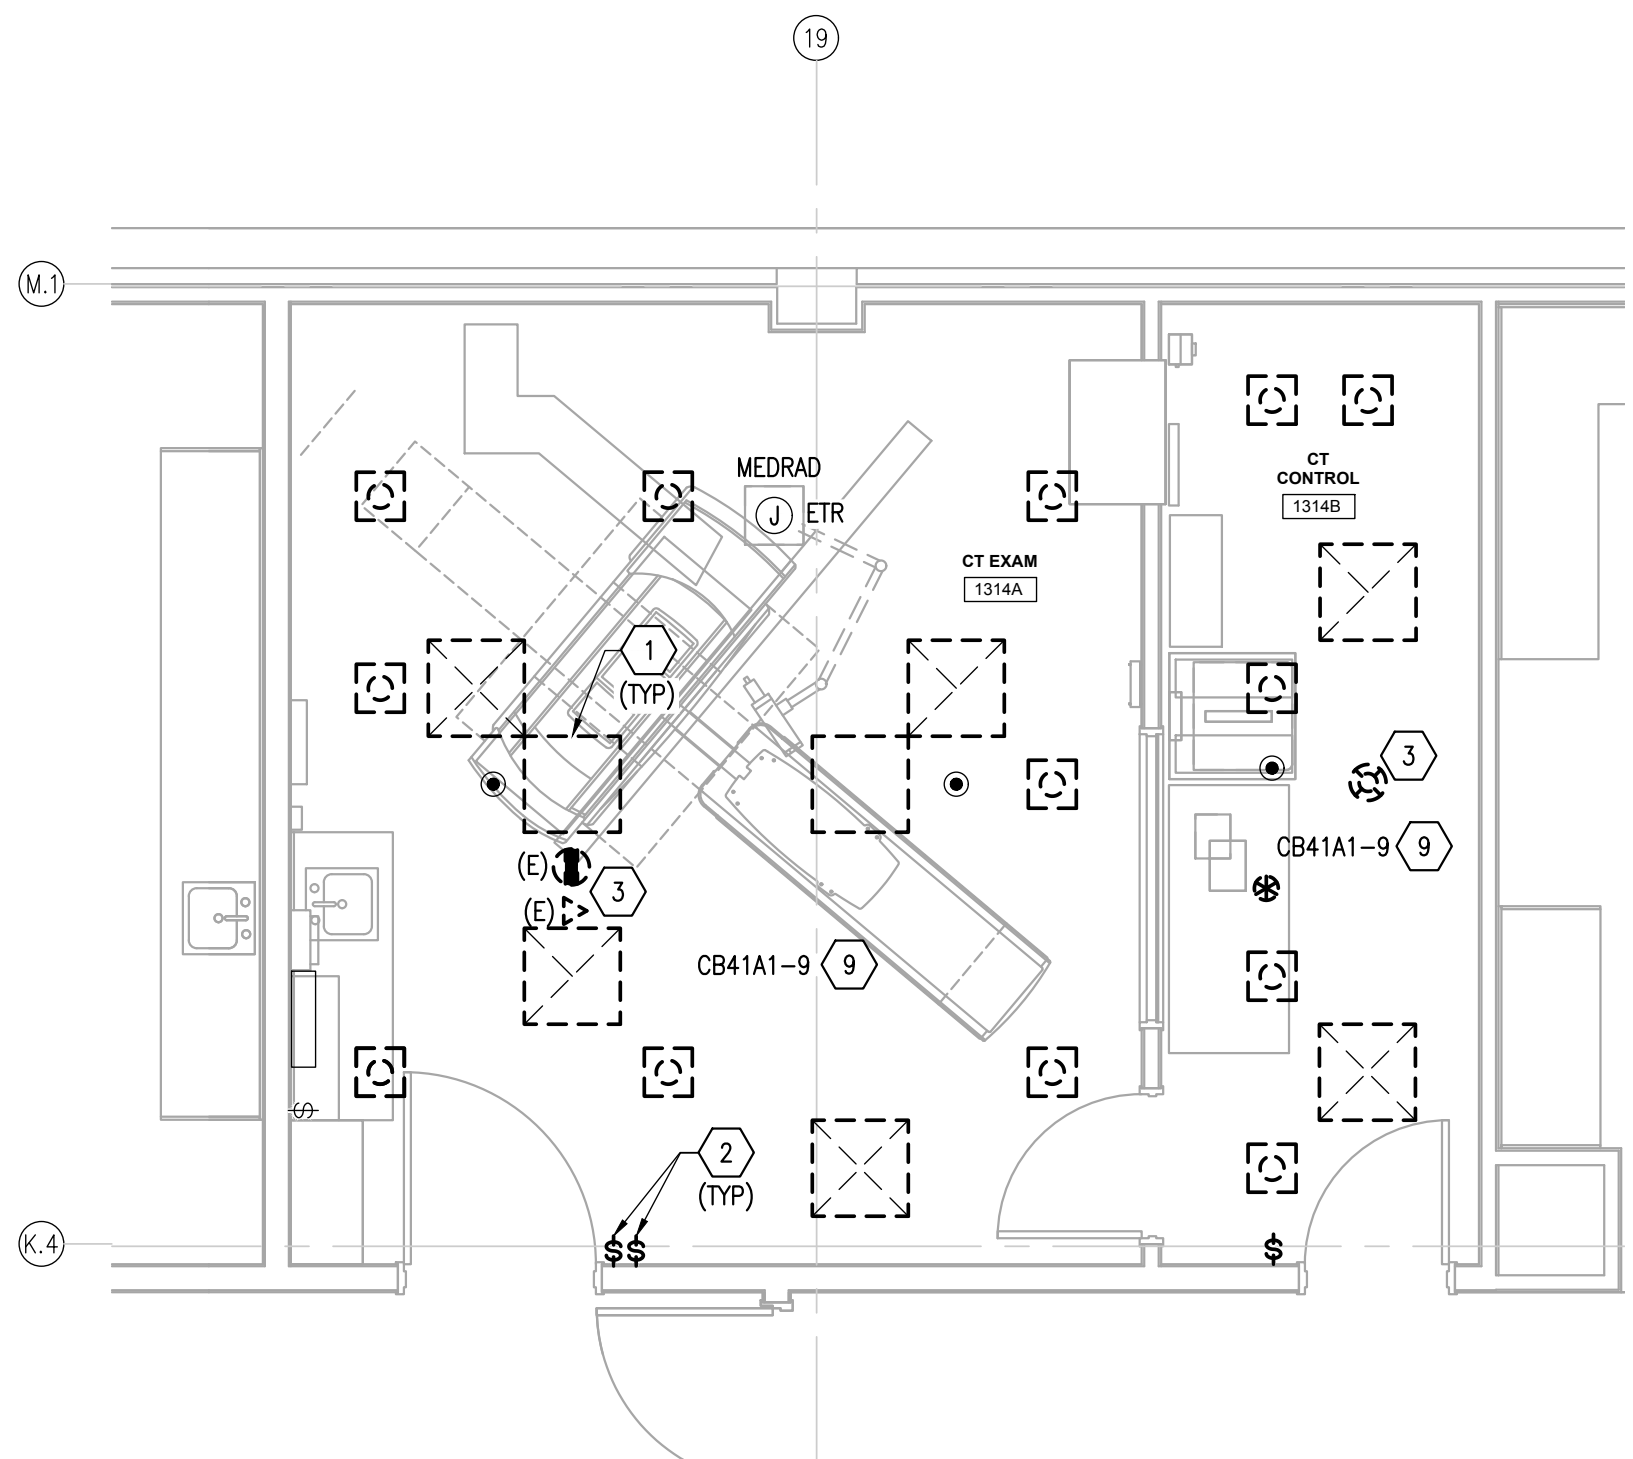 19
M.1
MEDRAD
J ETR
CT
CONTROL
1314B
CT EXAM
1314A
1
(TYP)
3
(E)
3
(E)
CB41A1-9 9
CB41A1-9 9
S
2
(TYP)
K.4
$ $
$